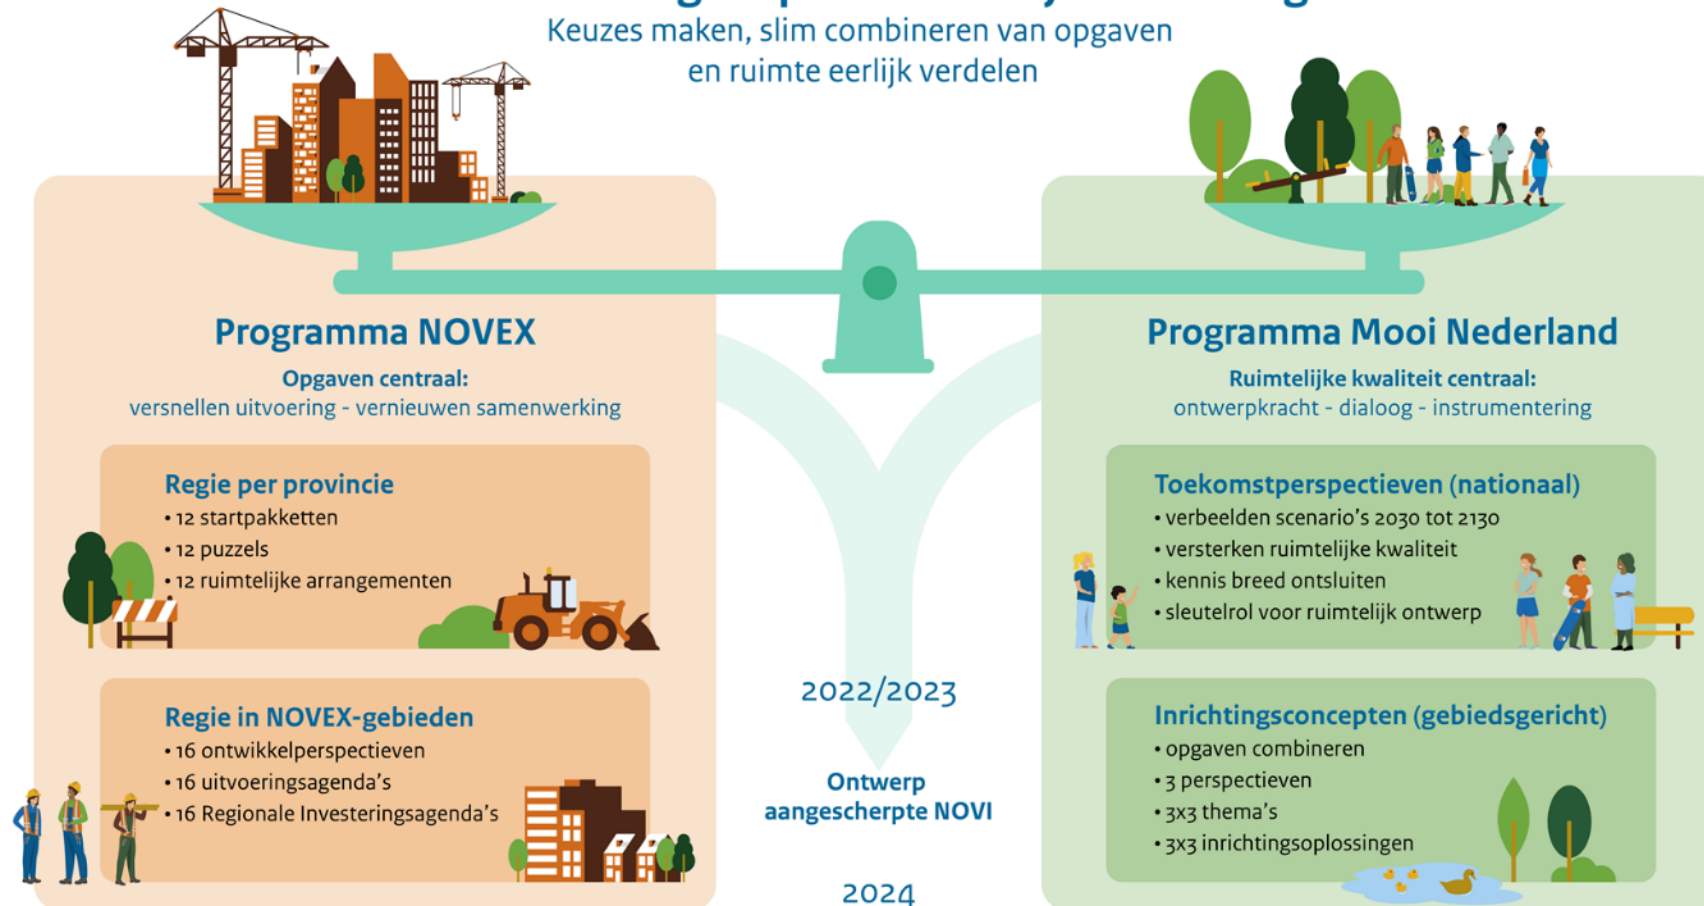 Keuzes maken, slim combineren van opgaven
en ruimte eerlijk verdelen
Programma NOVEX
Opgaven centraal:
versnellen uitvoering - vernieuwen samenwerking
Regie per provincie
• 12 startpakketten
• 12 puzzels
• 12 ruimtelijke arrangementen
Regie in NOVEX-gebieden
• 16 ontwikkelperspectieven
• 16 uitvoeringsagenda's
• 16 Regionale Investeringsagenda's
2022/2023
Ontwerp
aangescherpte NOVI
2024
Programma Mooi Nederland
Ruimtelijke kwaliteit centraal:
ontwerpkracht - dialoog - instrumentering
Toekomstperspectieven (nationaal)
• verbeelden scenario's 2030 tot 2130
• versterken ruimtelijke kwaliteit
• kennis breed ontsluiten
• sleutelrol voor ruimtelijk ontwerp
Inrichtingsconcepten (gebiedsgericht)
• opgaven combineren
• 3 perspectieven
• 3x3 thema's
• 3x3 inrichtingsoplossingen